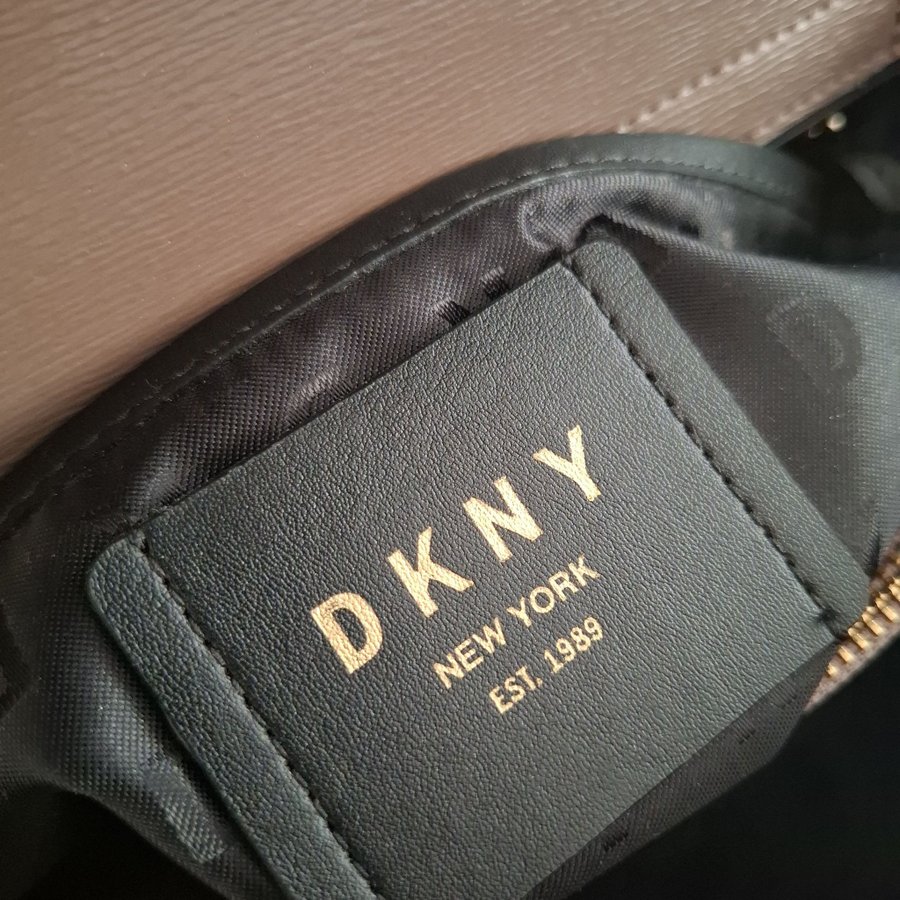 DKNY
NEW YORK
EST. 1989